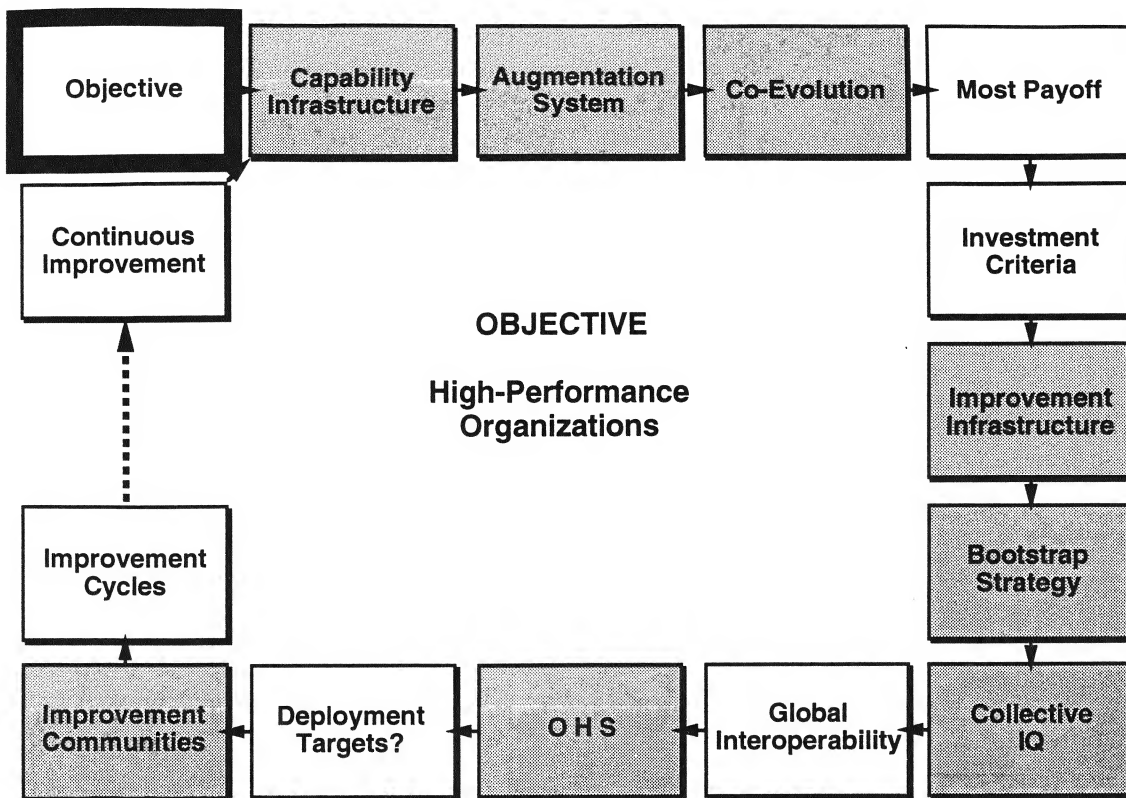 Objective
Capability
Infrastructure
Augmentation
System
Co-Evolution
Most Payoff
Continuous
Improvement
Investment
Criteria
OBJECTIVE
High-Performance
Organizations
Improvement
Infrastructure
Improvement
Cycles
Bootstrap
Strategy
Improvement
Communities
Deployment
Targets?
O H S
Global
Interoperability
Collective
IQ